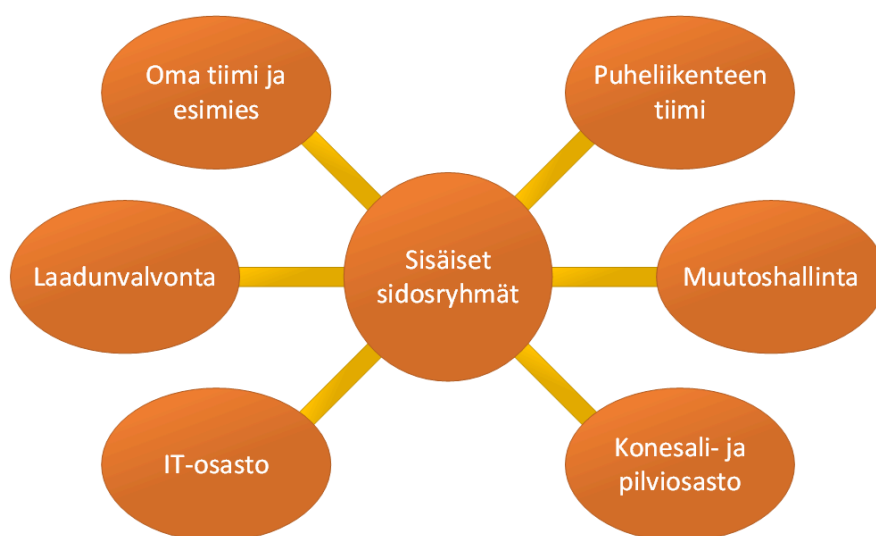 Oma tiimi ja
esimies
Puheliikenteen
tiimi
Laadunvalvonta
Sisäiset
sidosryhmät
Muutoshallinta
IT-osasto
Konesali- ja
pilviosasto